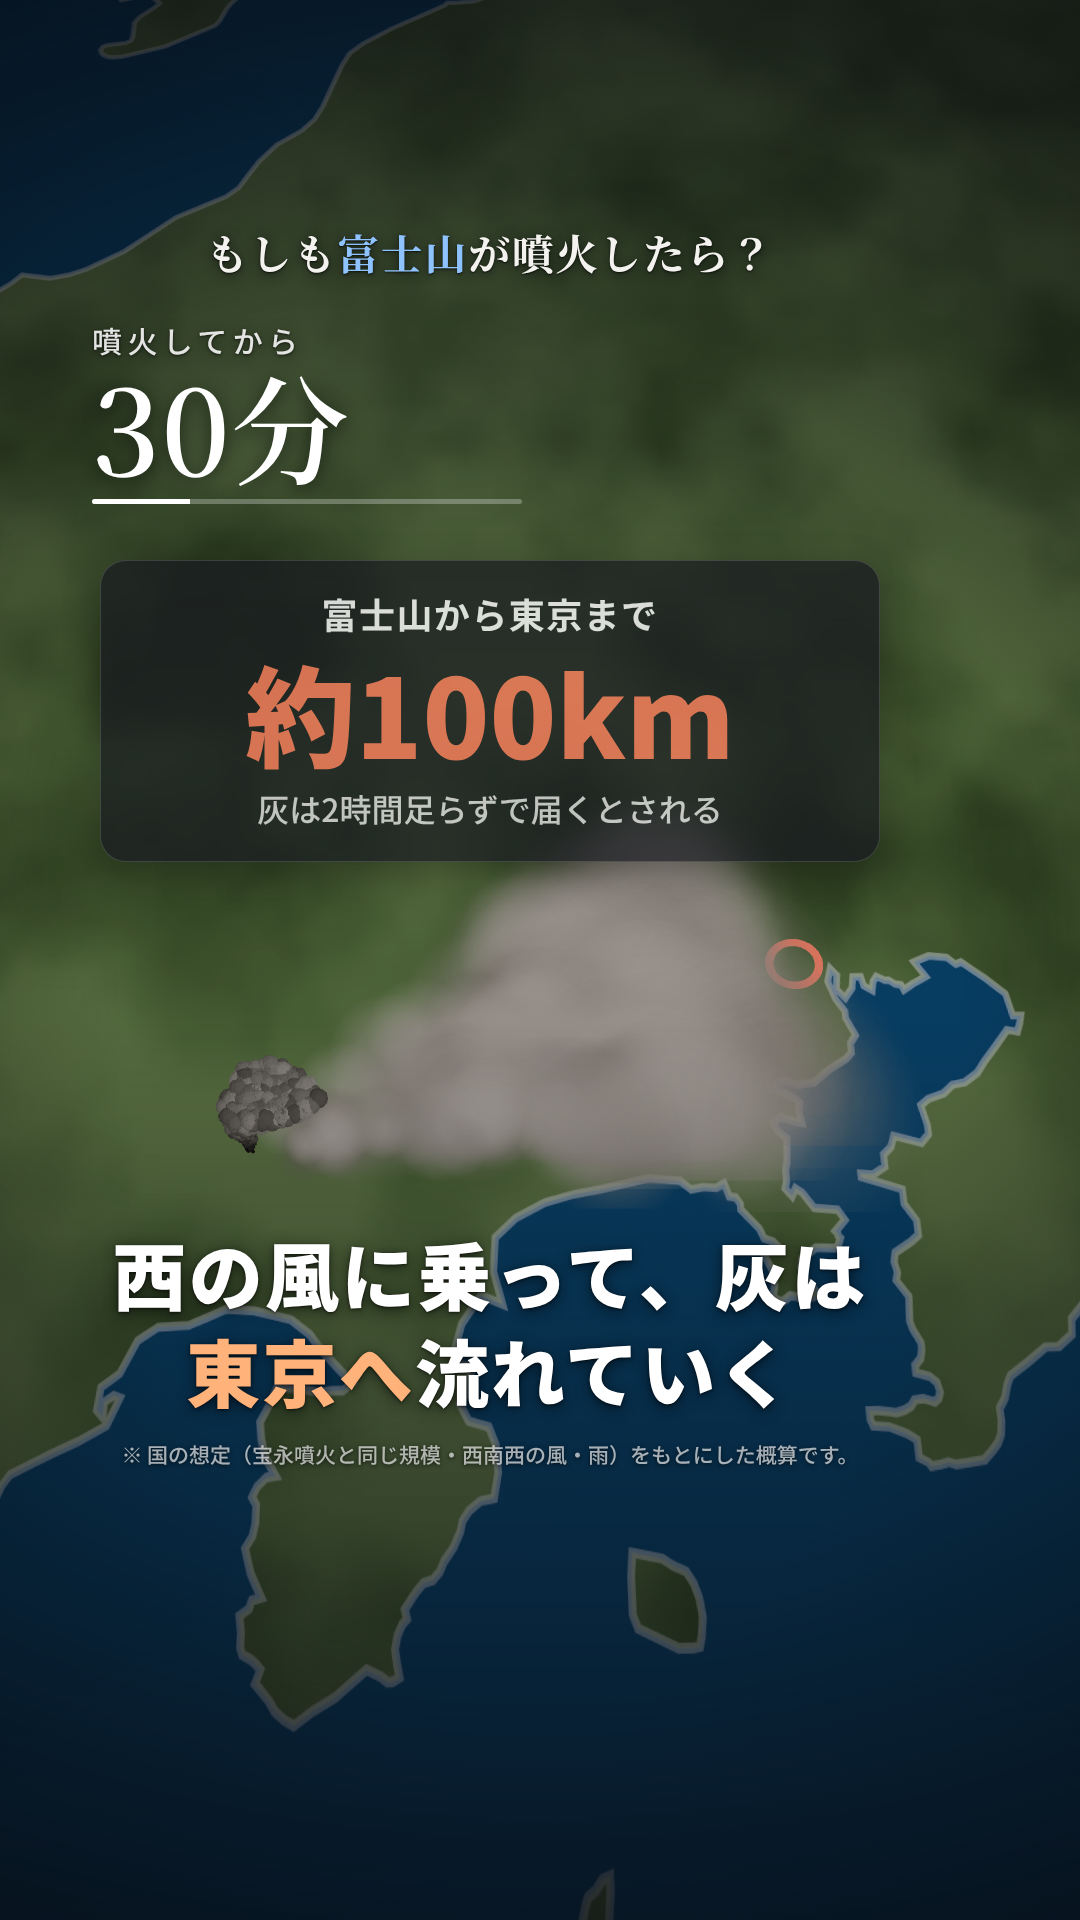 もしも富士山が噴火したら？
噴火してから
30分
富士山から東京まで
約100km
灰は2時間足らずで届くとされる
西の風に乗って、灰は
東京へ流れていく
※ 国の想定（宝永噴火と同じ規模・西南西の風・雨）をもとにした概算です。